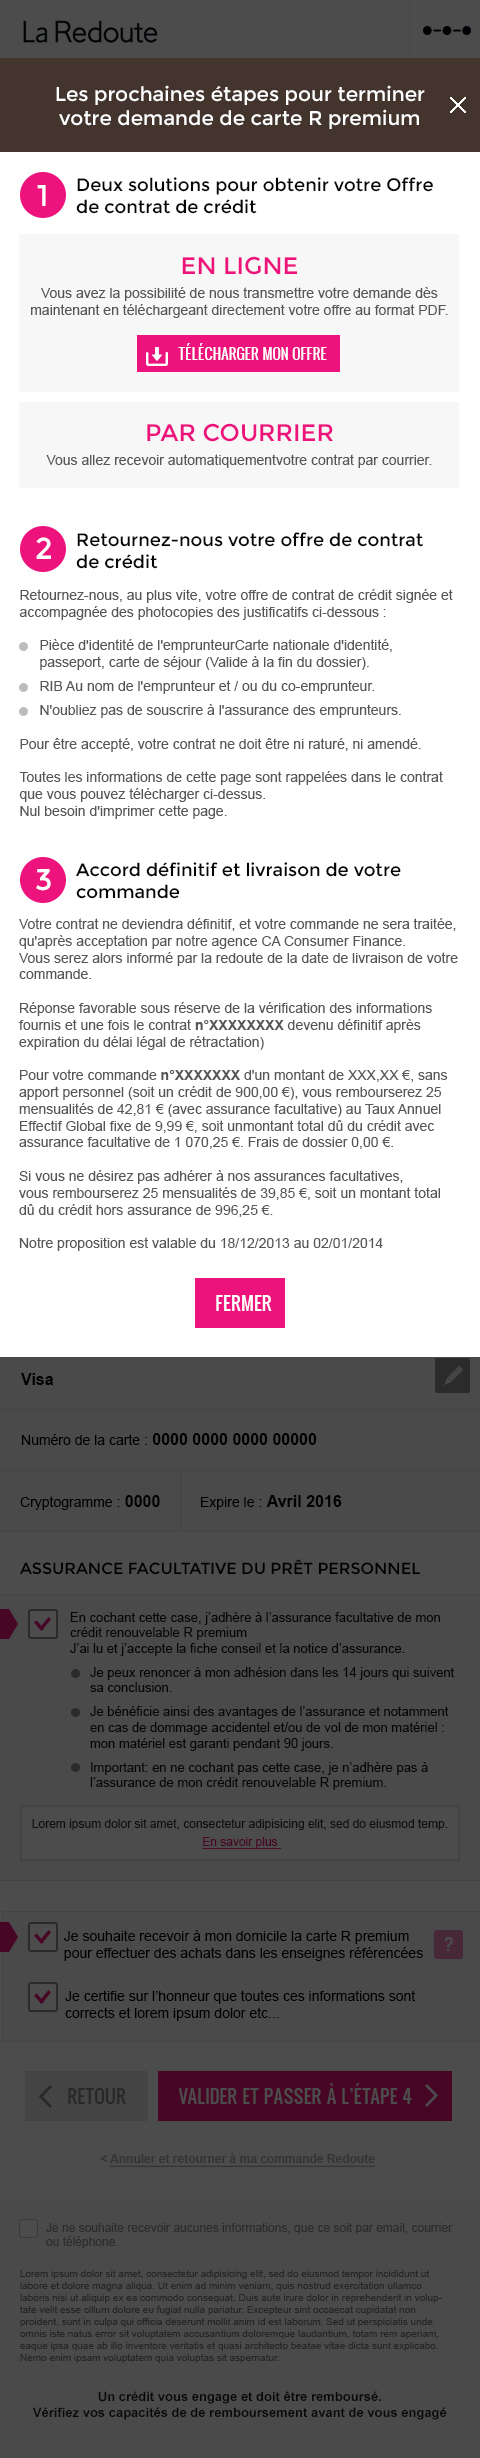 La Redoute
Les prochaines étapes pour terminer
votre demande de carte R premium
1
Deux solutions pour obtenir votre Offre
de contrat de crédit
EN LIGNE
Vous avez la possibilité de nous transmettre votre demande dès
maintenant en téléchargeant directement votre offre au format PDF.
TÉLÉCHARGER MON OFFRE
PAR COURRIER
Vous allez recevoir automatiquementvotre contrat par courrier.
2
Retournez-nous votre offre de contrat
de crédit
Retournez-nous, au plus vite, votre offre de contrat de crédit signée et
accompagnée des photocopies des justificatifs ci-dessous :
Pièce d'identité de l'emprunteurCarte nationale d'identité,
passeport, carte de séjour (Valide à la fin du dossier).
RIB Au nom de l'emprunteur et / ou du co-emprunteur.
N'oubliez pas de souscrire à l'assurance des emprunteurs.
Pour être accepté, votre contrat ne doit être ni raturé, ni amendé.
Toutes les informations de cette page sont rappelées dans le contrat
que vous pouvez télécharger ci-dessus.
Nul besoin d'imprimer cette page.
3
Accord définitif et livraison de votre
commande
Votre contrat ne deviendra définitif, et votre commande ne sera traitée,
qu'après acceptation par notre agence CA Consumer Finance.
Vous serez alors informé par la redoute de la date de livraison de votre
commande.
Réponse favorable sous réserve de la vérification des informations
fournis et une fois le contrat n°XXXXXXXX devenu définitif après
expiration du délai légal de rétractation)
Pour votre commande n°XXXXXXX d'un montant de XXX,XX €, sans
apport personnel (soit un crédit de 900,00 €), vous rembourserez 25
mensualités de 42,81 € (avec assurance facultative) au Taux Annuel
Effectif Global fixe de 9,99 €, soit unmontant total dû du crédit avec
assurance facultative de 1 070,25 €. Frais de dossier 0,00 €.
Si vous ne désirez pas adhérer à nos assurances facultatives,
vous rembourserez 25 mensualités de 39,85 €, soit un montant total
dû du crédit hors assurance de 996,25 €.
Notre proposition est valable du 18/12/2013 au 02/01/2014
FERMER
Visa
Numéro de la carte : 0000 0000 0000 00000
Cryptogramme : 0000
Expire le : Avril 2016
ASSURANCE FACULTATIVE DU PRÊT PERSONNEL
En cochant cette case, j'adhère à l'assurance facultative de mon
crédit renouvelable R premium
J'ai lu et j'accepte la fiche conseil et la notice d'assurance.
Je peux renoncer à mon adhésion dans les 14 jours qui suivent
sa conclusion.
Je bénéficie ainsi des avantages de l'assurance et notamment
en cas de dommage accidentel et/ou de vol de mon matériel :
mon matériel est garanti pendant 90 jours.
Important: en ne cochant pas cette case, je n'adhère pas à
l'assurance de mon crédit renouvelable R premium.
Lorem ipsum dolor sit amet, consectetur adipisicing elit, sed do eiusmod temp.
En savoir plus
Je souhaite recevoir à mon domicile la carte R premium
pour effectuer des achats dans les enseignes référencées
?
Je certifie sur l'honneur que toutes ces informations sont
corrects et lorem ipsum dolor etc...
RETOUR
VALIDER ET PASSER À L'ÉTAPE 4
< Annuler et retourner à ma commande Redoute
Je ne souhaite recevoir aucunes informations, que ce soit par email, courrier
ou téléphone.
Lorem ipsum dolor sit amet, consectetur adipisicing elit, sed do eiusmod tempor incididunt ut
labore et dolore magna aliqua. Ut enim ad minim veniam, quis nostrud exercitation ullamco
laboris nisi ut aliquip ex ea commodo consequat. Duis aute irure dolor in reprehenderit in volup-
tate velit esse cillum dolore eu fugiat nulla pariatur. Excepteur sint occaecat cupidatat non
proident, sunt in culpa qui officia deserunt mollit anim id est laborum. Sed ut perspiciatis unde
omnis iste natus error sit voluptatem accusantium doloremque laudantium, totam rem aperiam,
eaque ipsa quae ab illo inventore veritatis et quasi architecto beatae vitae dicta sunt explicabo.
Nemo enim ipsam voluptatem quia voluptas sit aspernatur.
Un crédit vous engage et doit être remboursé.
Vérifiez vos capacités de de remboursement avant de vous engagé